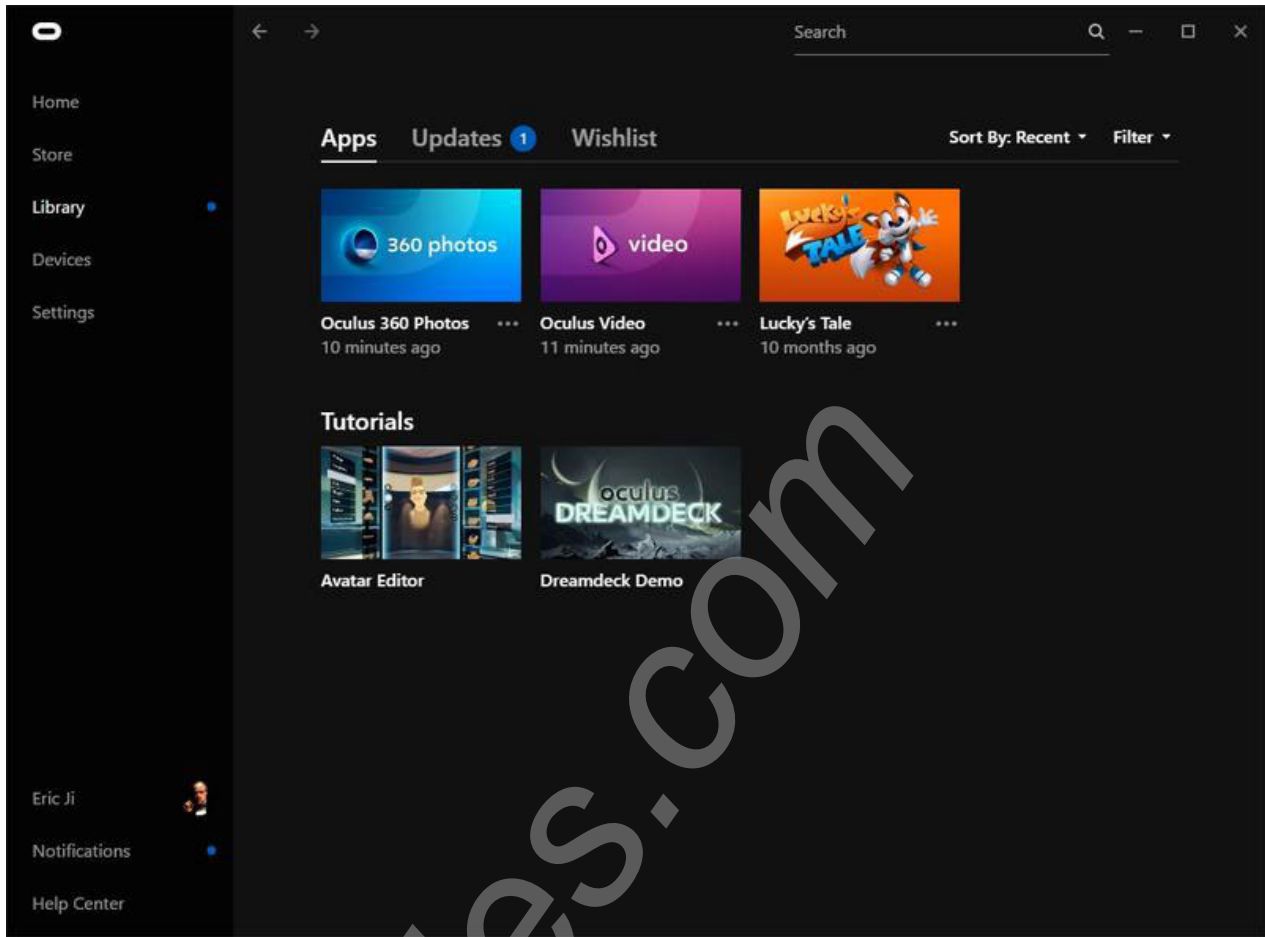 Search
Home
Store
Library
Devices
Settings
Apps Updates 1 Wishlist Sort By: Recent Filter
360 photos
video
Lucky's
TALE
Oculus 360 Photos ••• Oculus Video ••• Lucky's Tale •••
10 minutes ago 11 minutes ago 10 months ago
Tutorials
oculus
DREAMDECK
Avatar Editor Dreamdeck Demo
Eric Ji
Notifications
Help Center
es.com